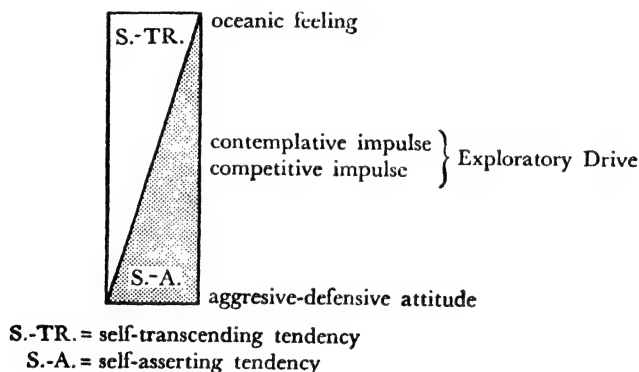 S.-TR.
oceanic feeling
contemplative impulse
competitive impulse
Exploratory Drive
S.-A.
aggresive-defensive attitude
S.-TR. = self-transcending tendency
S.-A. = self-asserting tendency